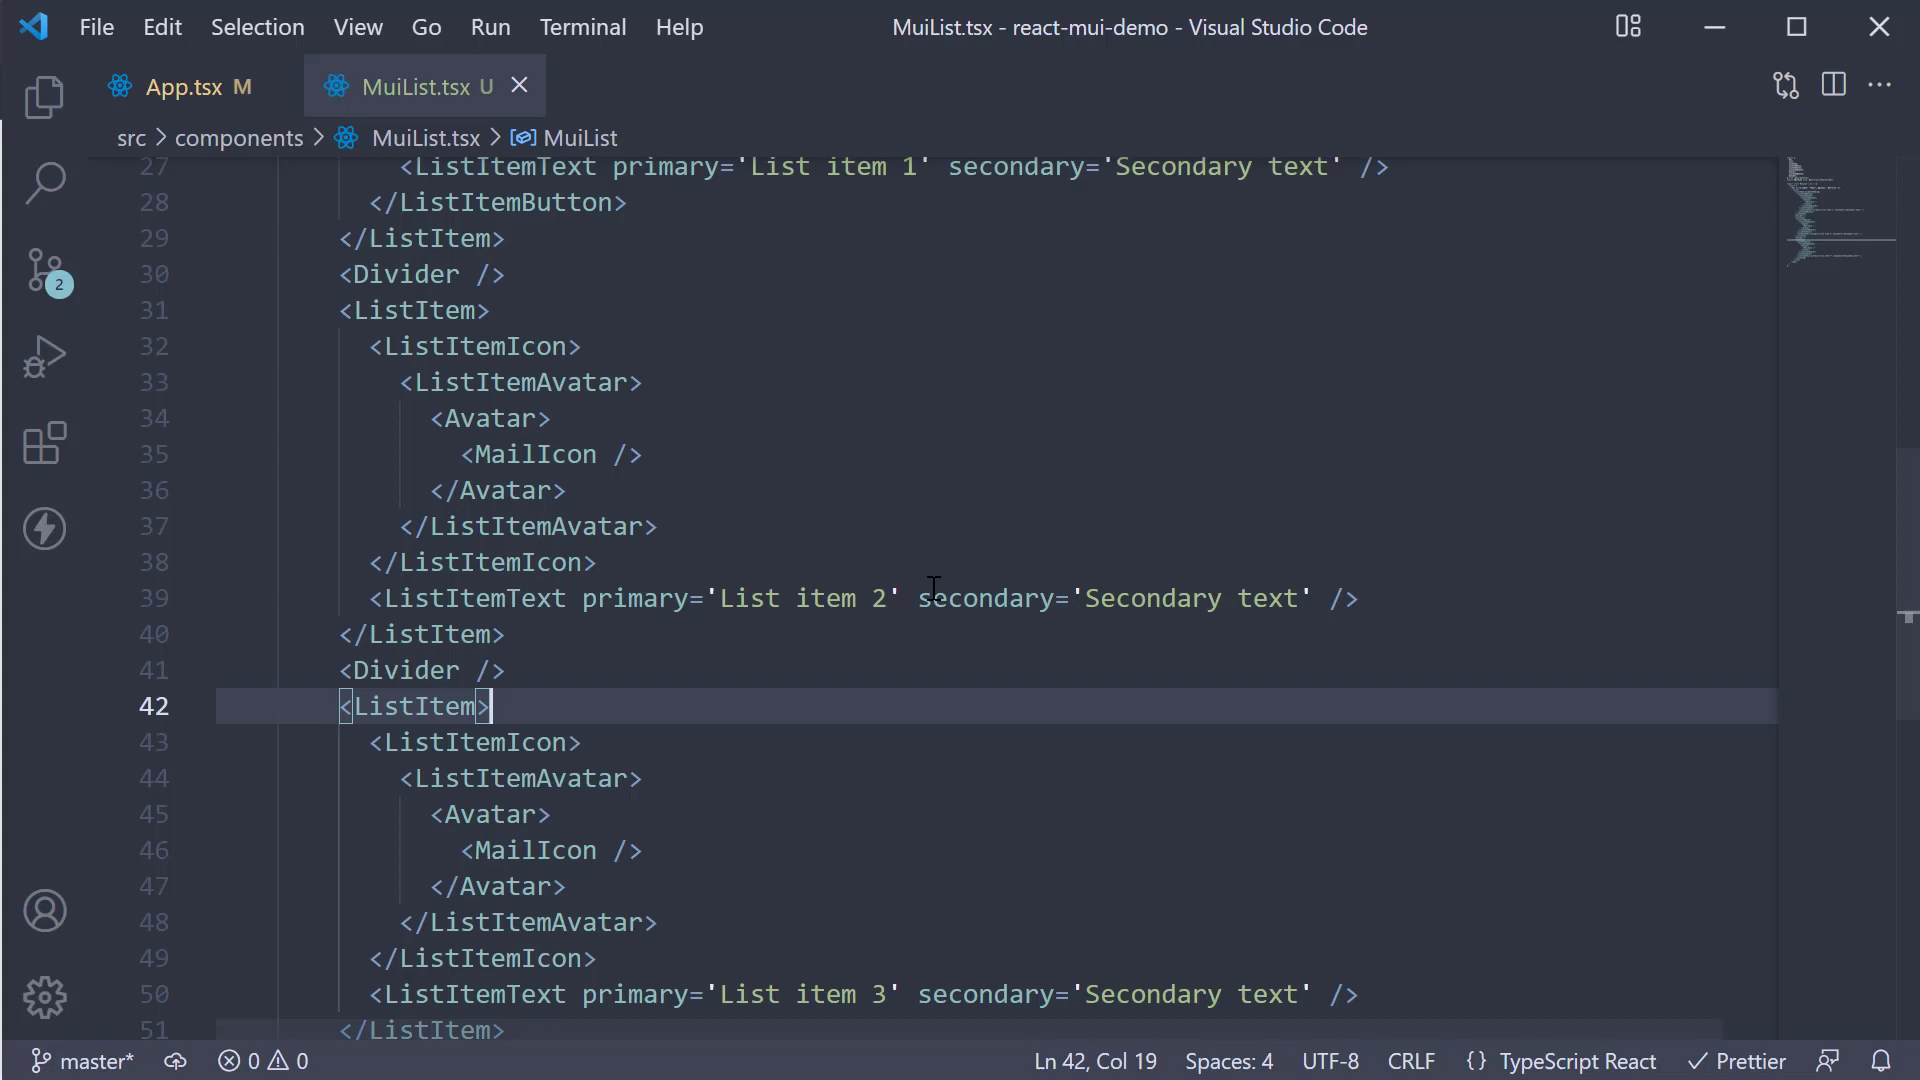 File Edit Selection View Go Run Terminal Help MuiList.tsx - react-mui-demo - Visual Studio Code
App.tsx M MuiList.tsx U
src > components > MuiList.tsx > MuiList
27 <ListItemText primary='List item 1' secondary='Secondary text' />
28 </ListItemButton>
29 </ListItem>
30 <Divider />
31 <ListItem>
32 <ListItemIcon>
33 <ListItemAvatar>
34 <Avatar>
35 <MailIcon />
36 </Avatar>
37 </ListItemAvatar>
38 </ListItemIcon>
39 <ListItemText primary='List item 2' secondary='Secondary text' />
40 </ListItem>
41 <Divider />
42 <ListItem>
43 <ListItemIcon>
44 <ListItemAvatar>
45 <Avatar>
46 <MailIcon />
47 </Avatar>
48 </ListItemAvatar>
49 </ListItemIcon>
50 <ListItemText primary='List item 3' secondary='Secondary text' />
51 </ListItem>
2
master* 0 0 Ln 42, Col 19 Spaces: 4 UTF-8 CRLF {} TypeScript React Prettier